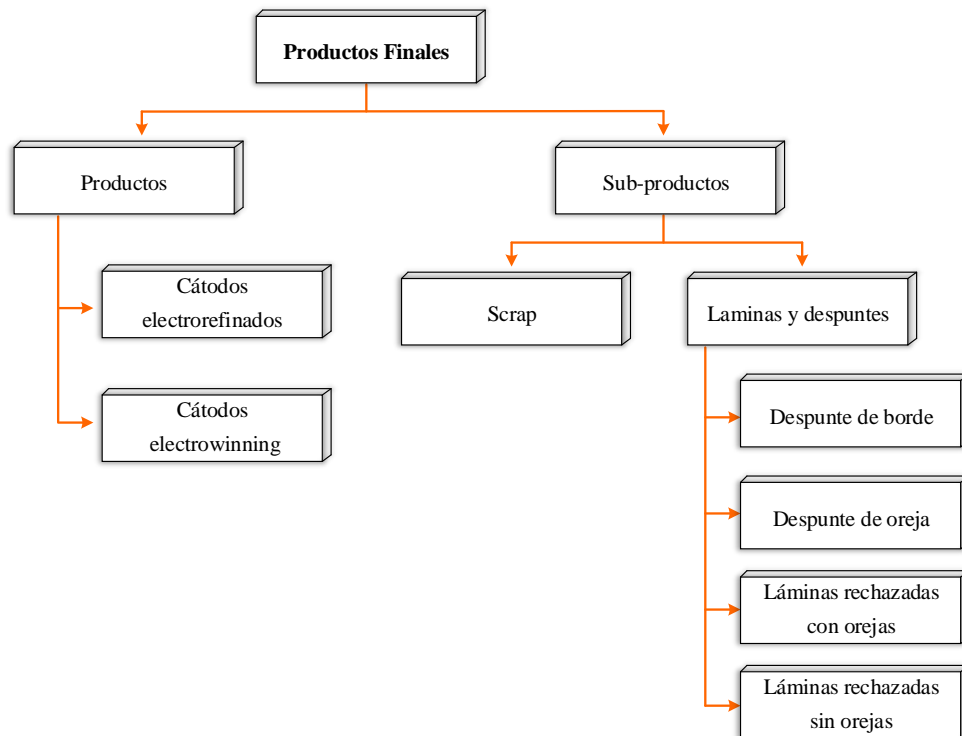 Productos Finales
Productos
Sub-productos
Cátodos
electrorefinados
Scrap
Laminas y despuntes
Cátodos
electrowinning
Despunte de borde
Despunte de oreja
Láminas rechazadas
con orejas
Láminas rechazadas
sin orejas